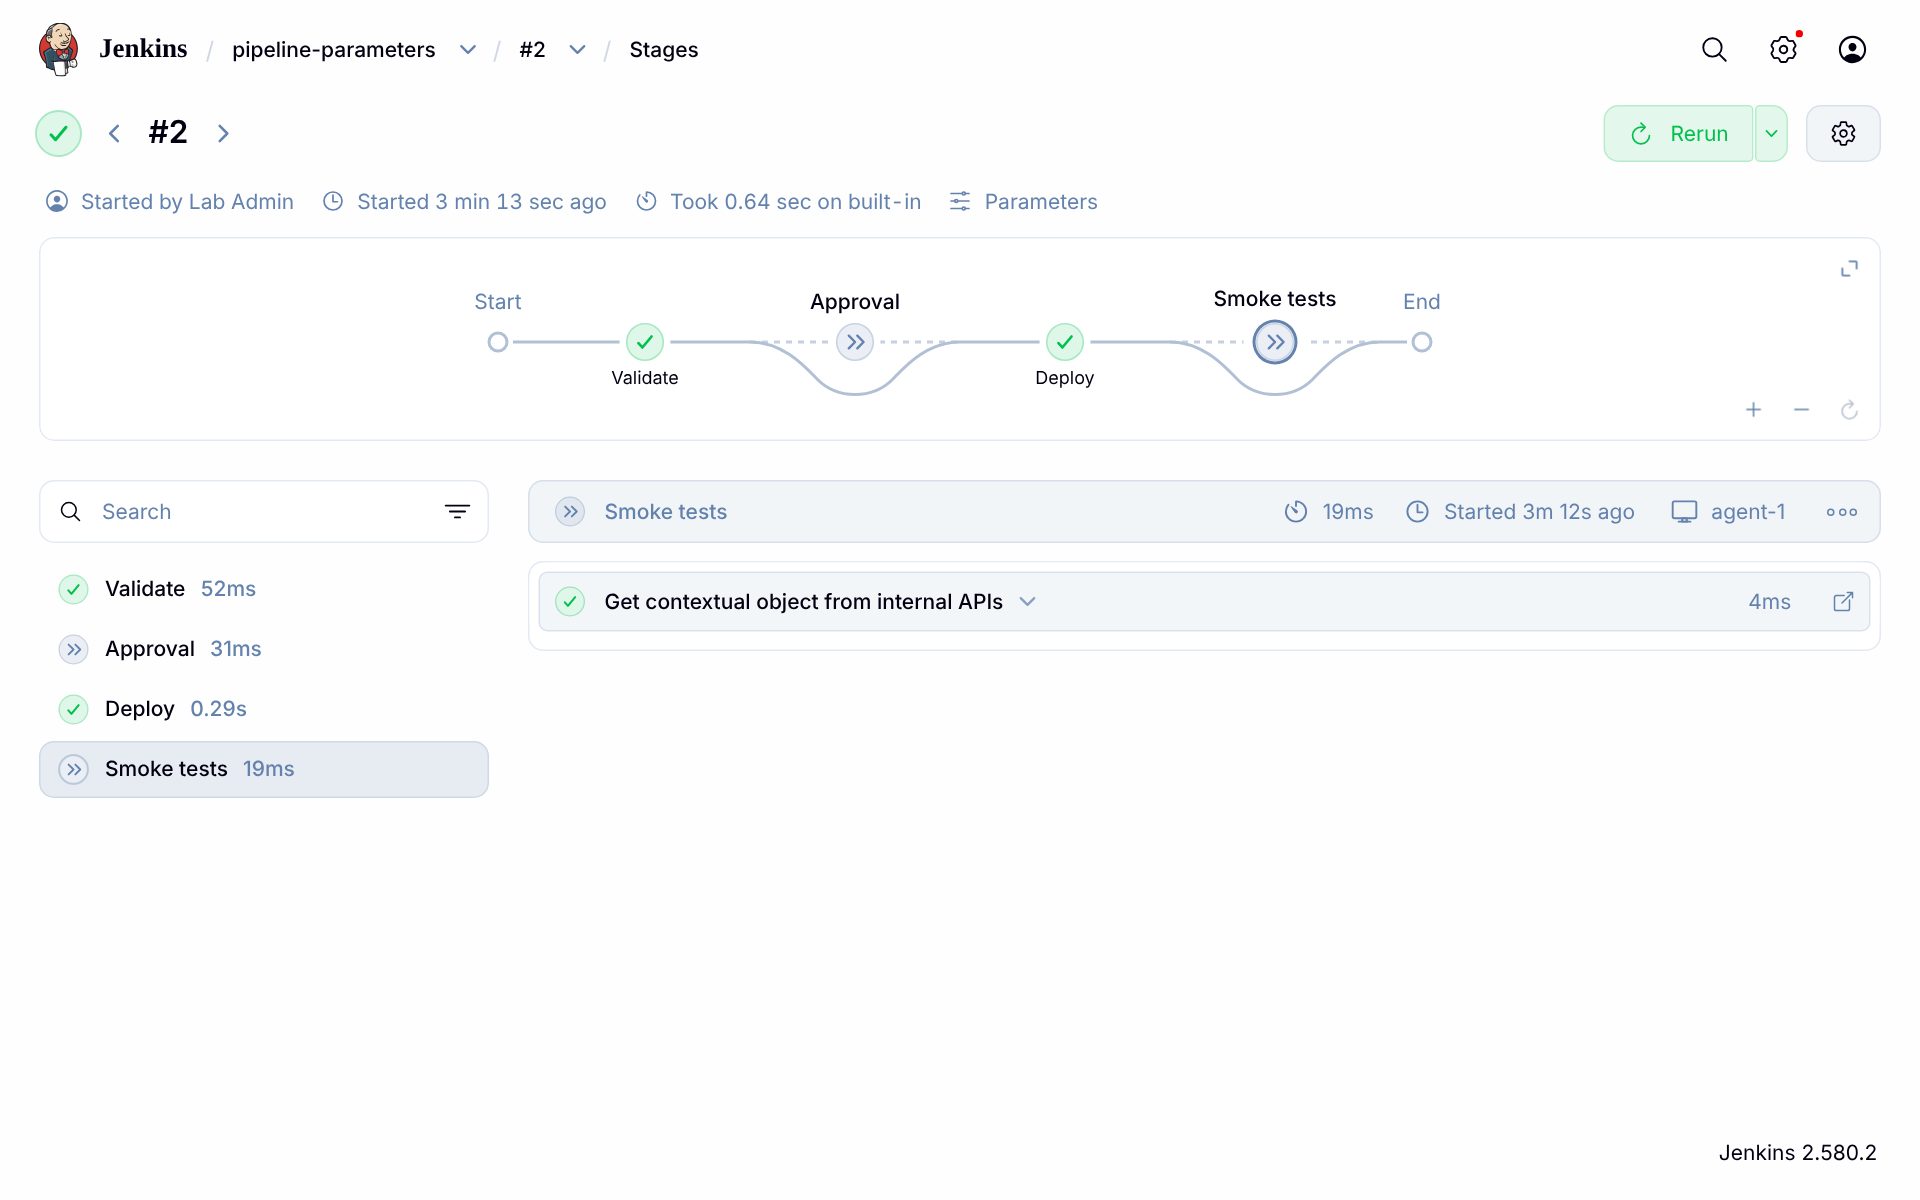 Jenkins / pipeline-parameters / #2 / Stages
#2
Rerun
Started by Lab Admin Started 3 min 13 sec ago Took 0.64 sec on built-in Parameters
Start Approval Smoke tests End
Validate Deploy
Search
Smoke tests 19ms Started 3m 12s ago agent-1
Get contextual object from internal APIs 4ms
Validate 52ms
Approval 31ms
Deploy 0.29s
Smoke tests 19ms
Jenkins 2.580.2